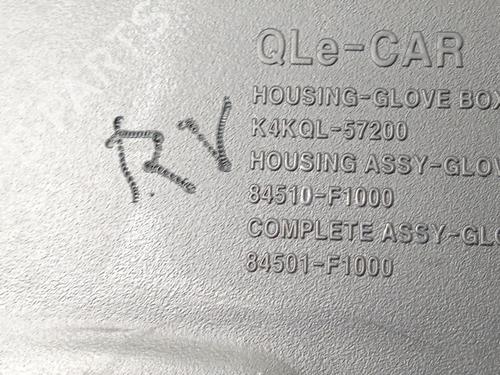 QLe-CAR
HOUSING-GLOVE BOX
K4KQL-57200
HOUSING ASSY-GLOV
84510-F1000
COMPLETE ASSY-GLO
84501-F1000